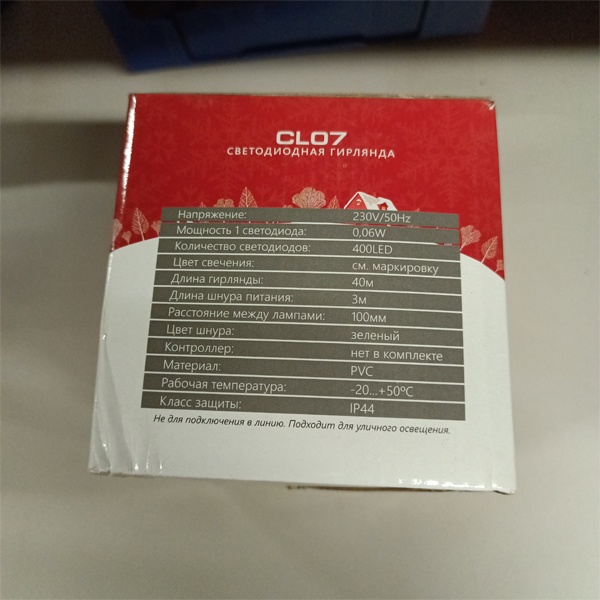 CL07
СВЕТОДИОДНАЯ ГИРЛЯНДА
Напряжение: 230V/50Hz
Мощность 1 светодиода: 0,06W
Количество светодиодов: 400LED
Цвет свечения: см. маркировку
Длина гирлянды: 40м
Длина шнура питания: 3м
Расстояние между лампами: 100мм
Цвет шнура: зеленый
Контроллер: нет в комплекте
Материал: PVC
Рабочая температура: -20...+50ºC
Класс защиты: IP44
Не для подключения в линию. Подходит для уличного освещения.